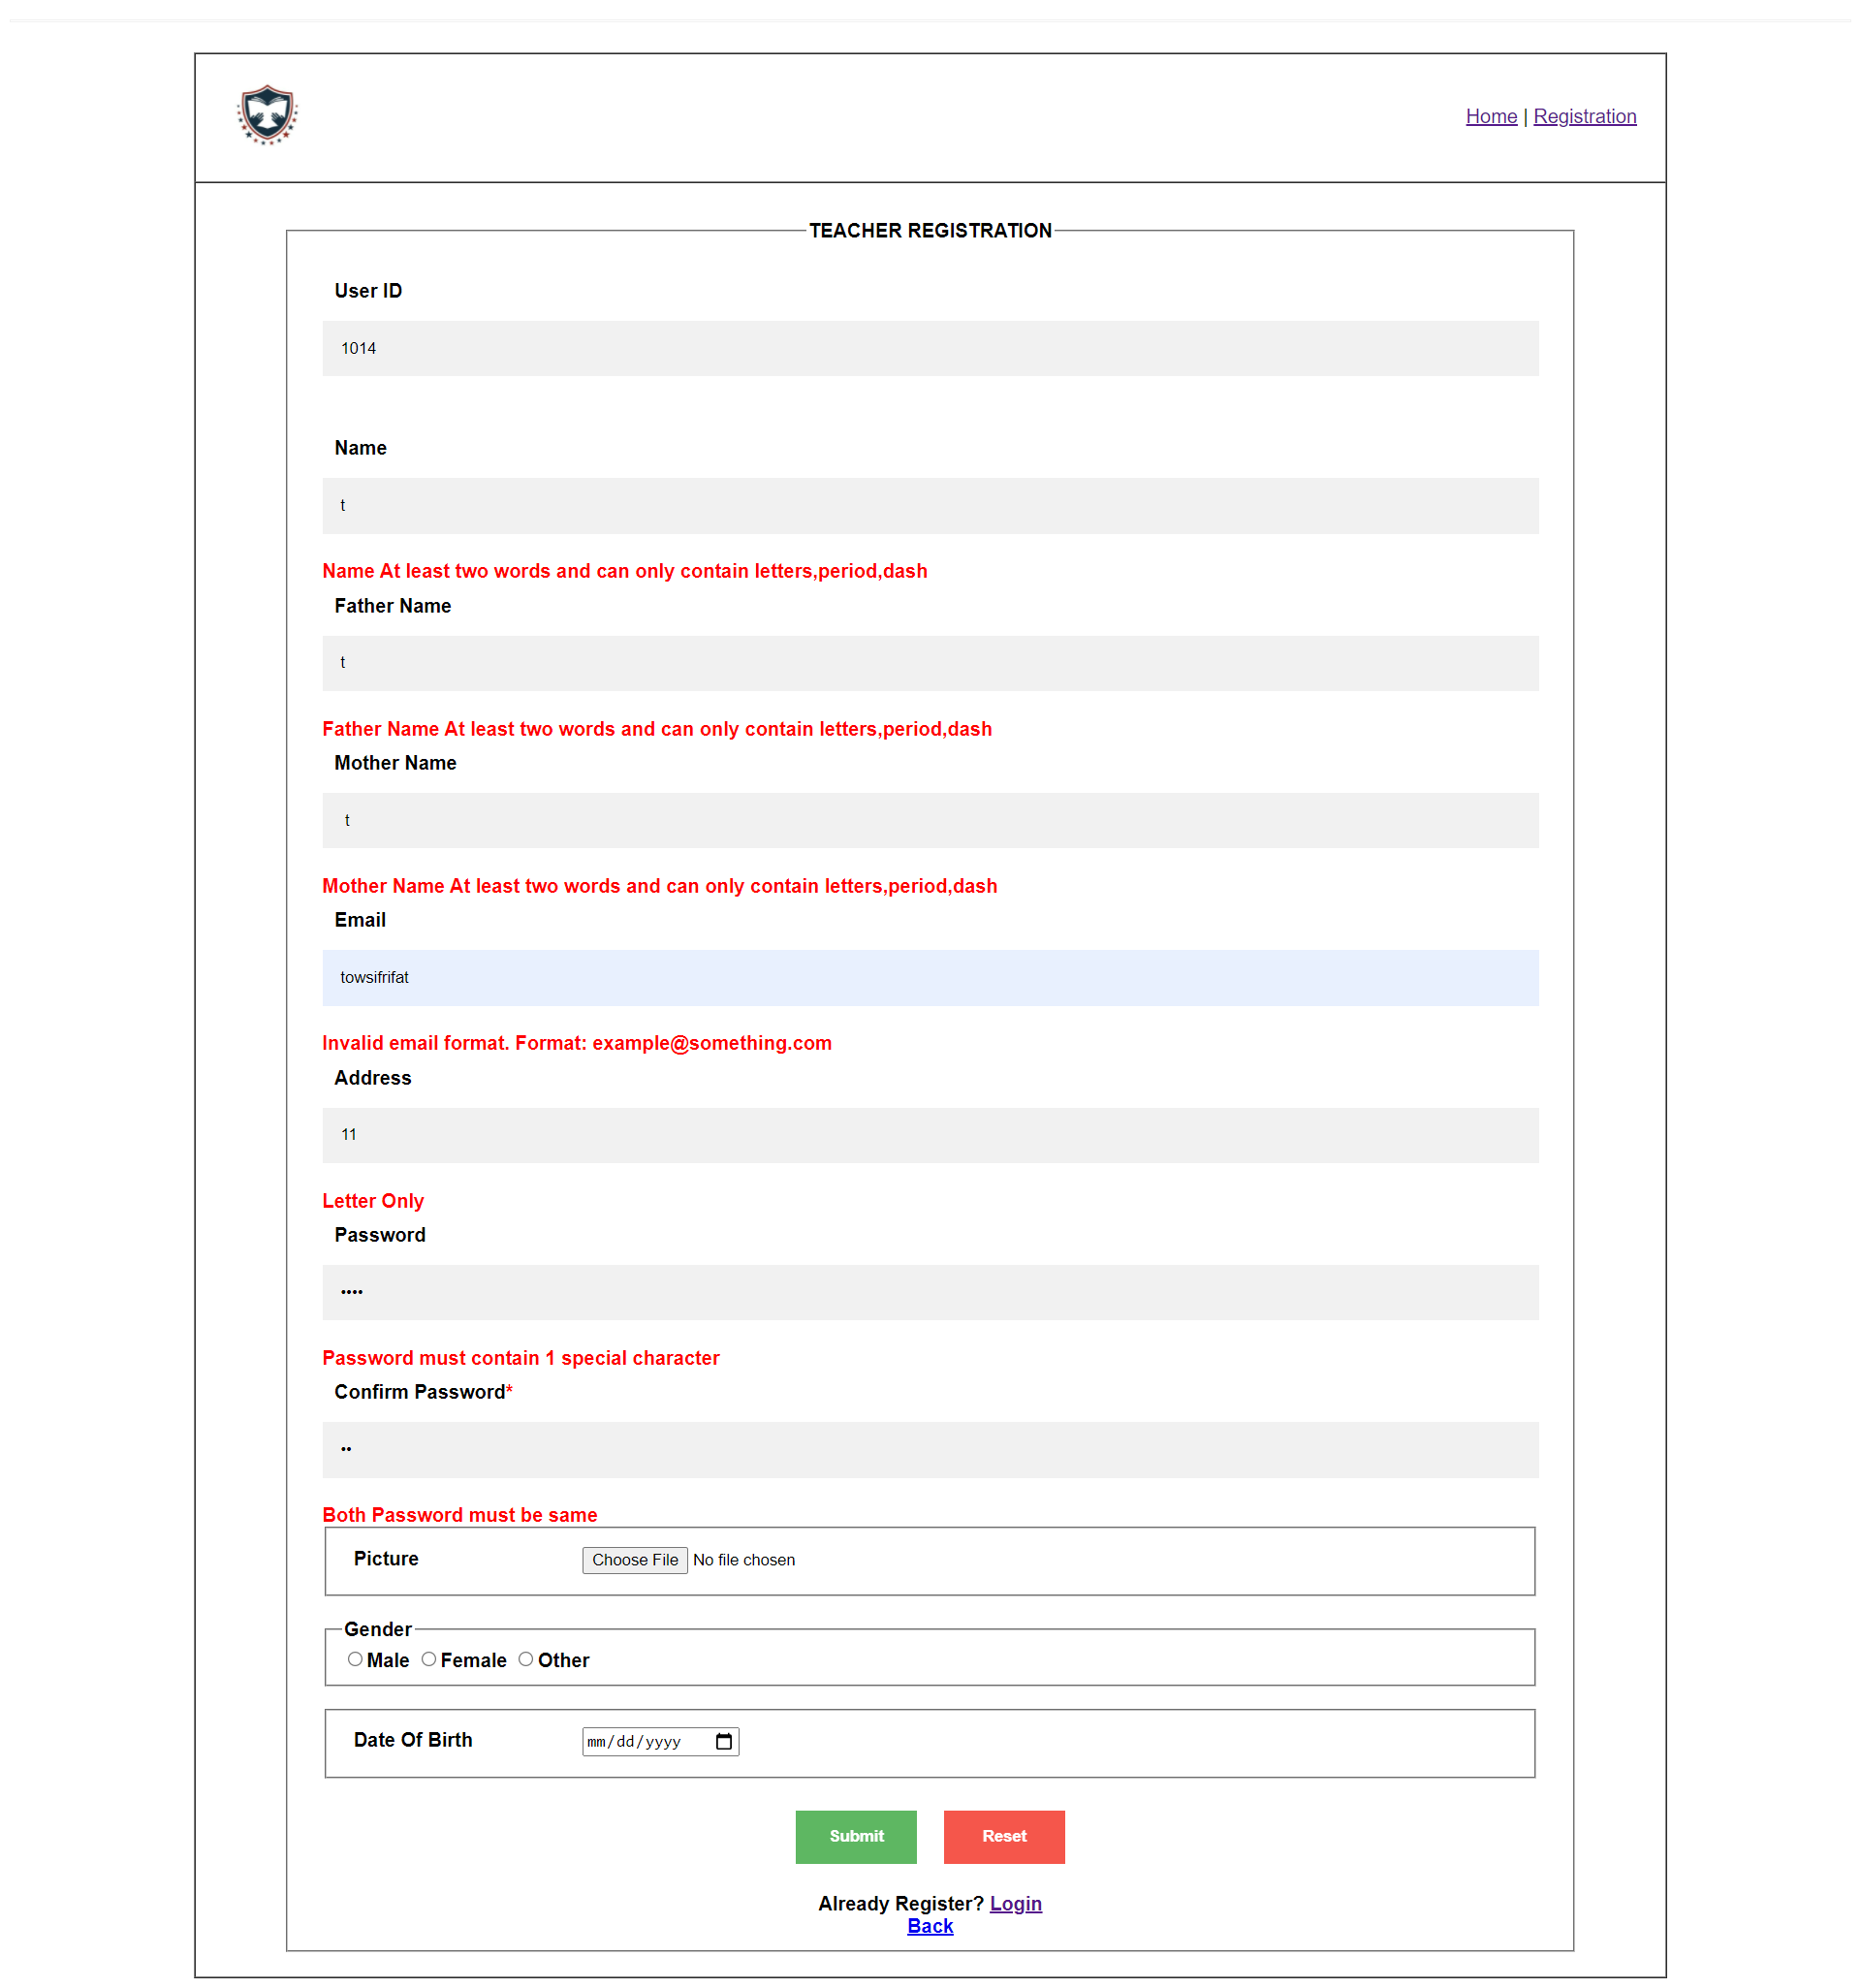 Home | Registration
TEACHER REGISTRATION
User ID
1014
Name
t
Name At least two words and can only contain letters,period,dash
Father Name
t
Father Name At least two words and can only contain letters,period,dash
Mother Name
t
Mother Name At least two words and can only contain letters,period,dash
Email
towsifrifat
Invalid email format. Format: example@something.com
Address
11
Letter Only
Password
••••
Password must contain 1 special character
Confirm Password*
••
Both Password must be same
Picture Choose File No file chosen
Gender
Male Female Other
Date Of Birth mm/dd/yyyy
Submit Reset
Already Register? Login
Back